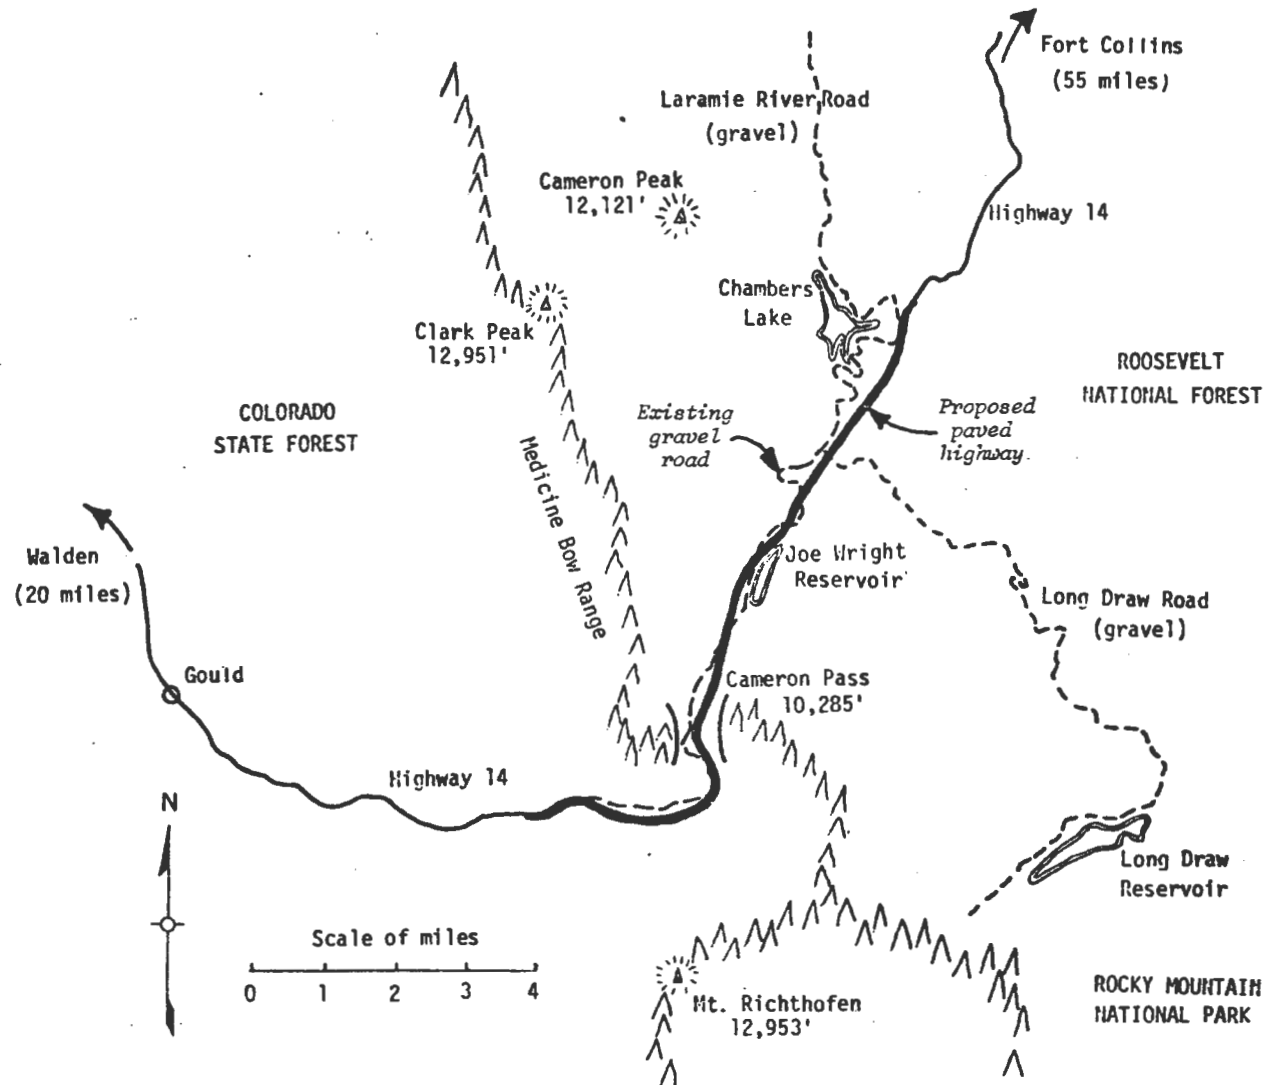 Fort Collins
(55 miles)
Laramie River Road
(gravel)
Cameron Peak
12,121'
Highway 14
Chambers
Lake
Clark Peak
12,951'
ROOSEVELT
NATIONAL FOREST
COLORADO
STATE FOREST
Existing
gravel
road
Proposed
paved
highway.
Medicine Bow Range
Walden
(20 miles)
Joe Wright
Reservoir
Long Draw Road
(gravel)
Gould
Cameron Pass
10,285'
Highway 14
N
Long Draw
Reservoir
Scale of miles
0 1 2 3 4
Mt. Richthofen
12,953'
ROCKY MOUNTAIN
NATIONAL PARK